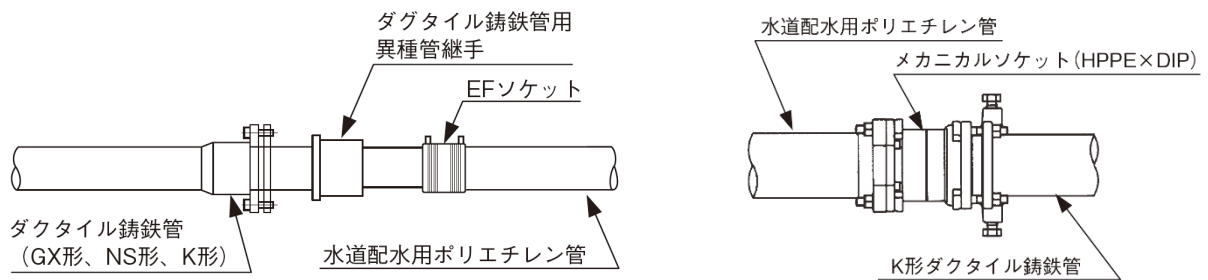 ダグタイル鋳鉄管用
異種管継手
EFソケット
ダクタイル鋳鉄管
（GX形、NS形、K形）
水道配水用ポリエチレン管
水道配水用ポリエチレン管
メカニカルソケット（HPPE×DIP）
K形ダクタイル鋳鉄管